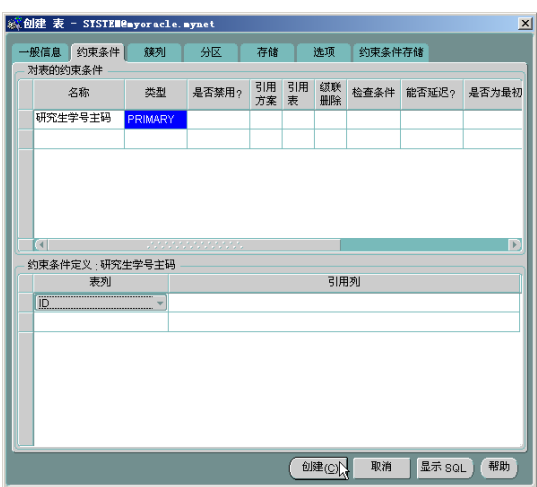 创建 表 - SYSTEM@myoracle.mynet
一般信息 约束条件 簇列 分区 存储 选项 约束条件存储
对表的约束条件
名称 类型 是否禁用? 引用方案 引用表 级联删除 检查条件 能否延迟? 是否为最初
研究生学号主码 PRIMARY
约束条件定义 : 研究生学号主码
表列 引用列
ID
创建(C) 取消 显示 SQL 帮助